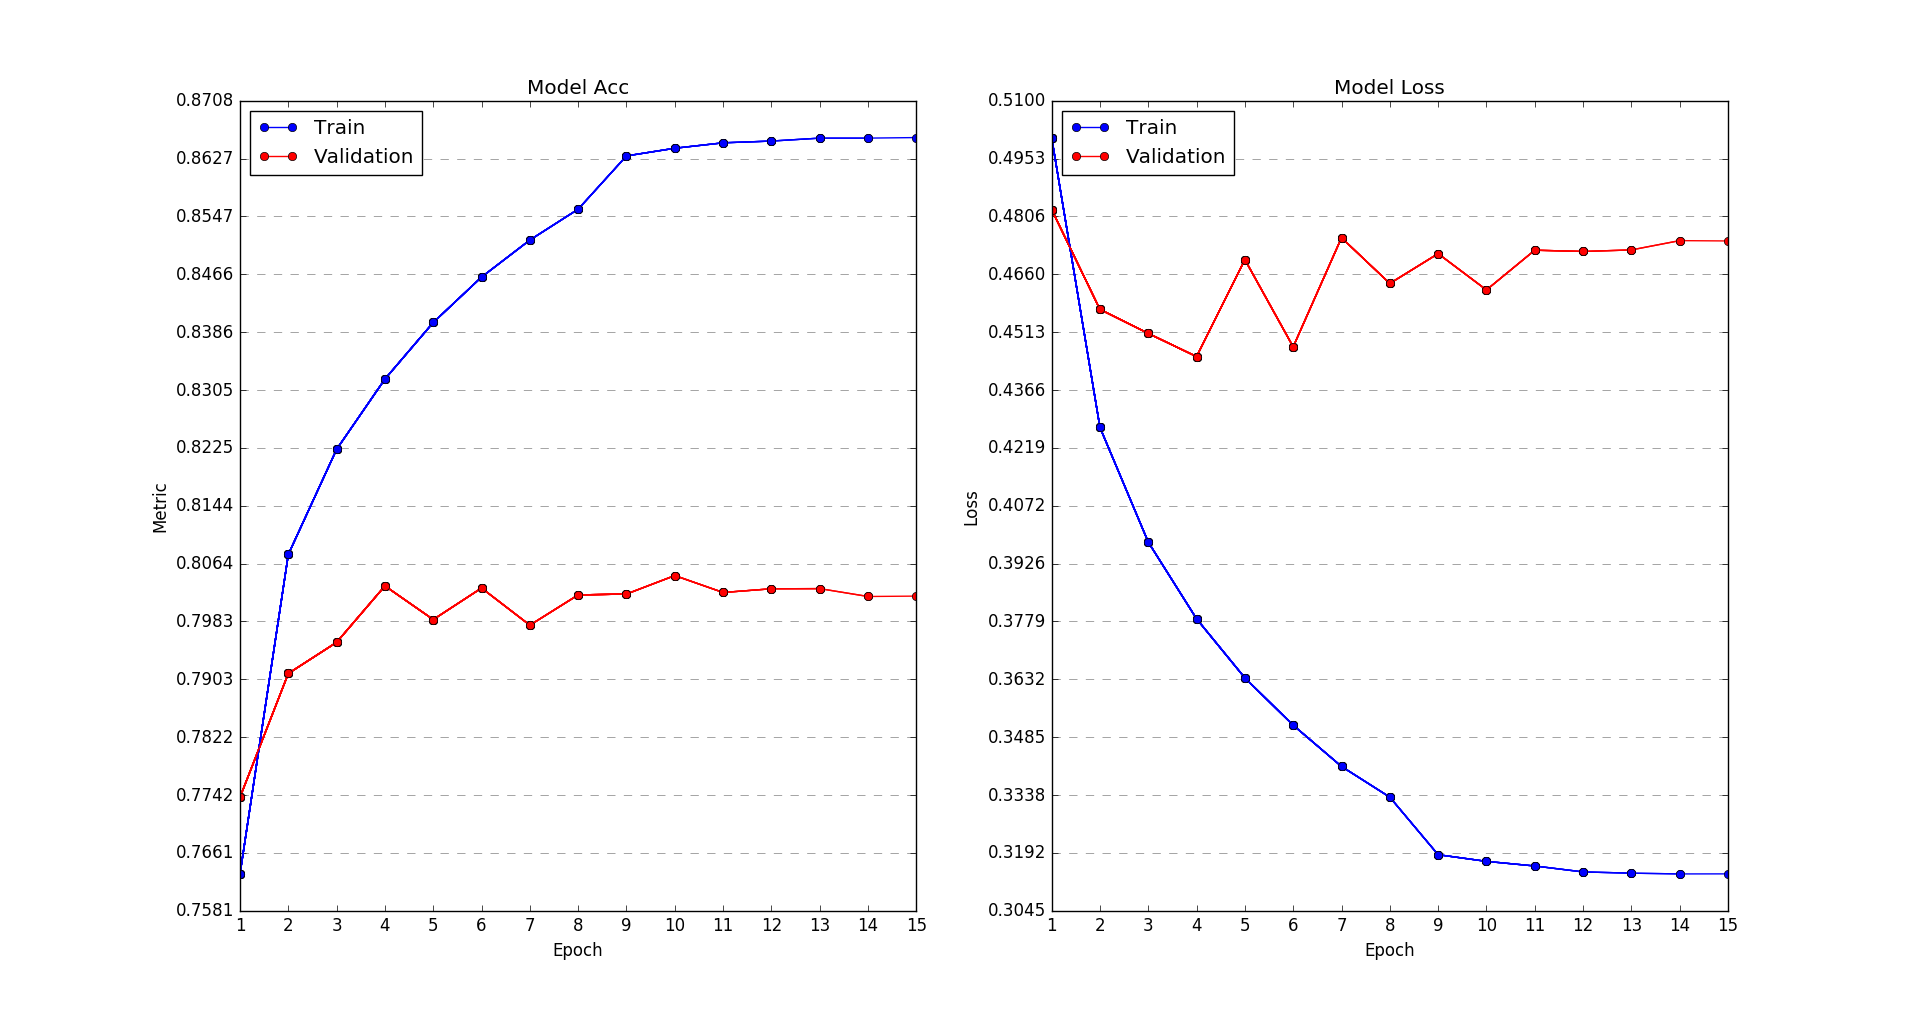 Model Acc
0.8708
0.8627
0.8547
0.8466
0.8386
0.8305
0.8225
0.8144
0.8064
0.7983
0.7903
0.7822
0.7742
0.7661
0.7581
Metric
Train
Validation
1 2 3 4 5 6 7 8 9 10 11 12 13 14 15
Epoch
Model Loss
0.5100
0.4953
0.4806
0.4660
0.4513
0.4366
0.4219
0.4072
0.3926
0.3779
0.3632
0.3485
0.3338
0.3192
0.3045
Loss
Train
Validation
1 2 3 4 5 6 7 8 9 10 11 12 13 14 15
Epoch